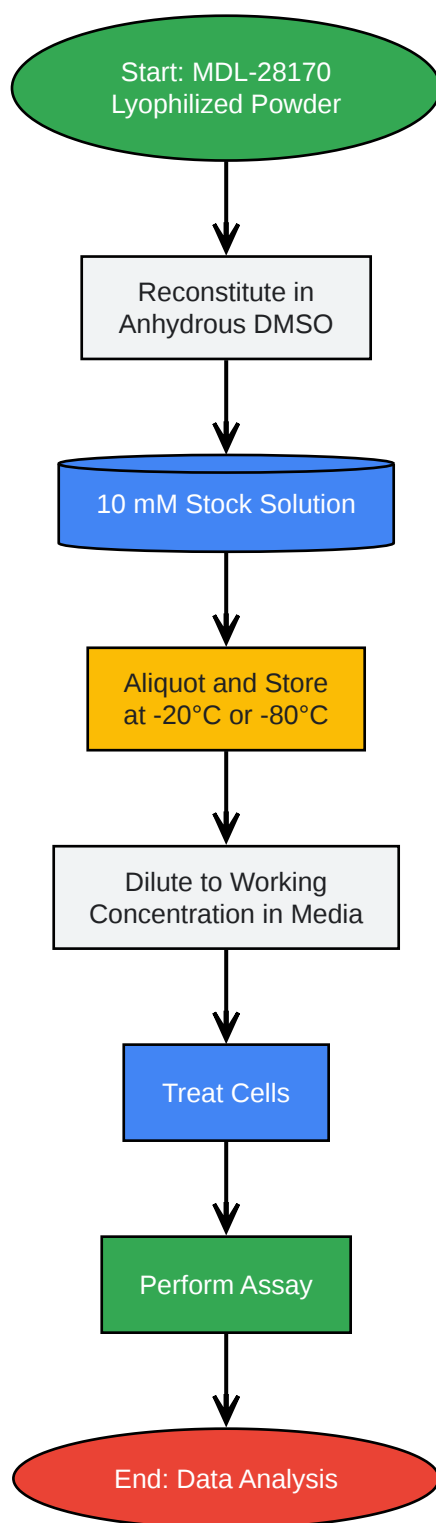 Start: MDL-28170
Lyophilized Powder
Reconstitute in
Anhydrous DMSO
10 mM Stock Solution
Aliquot and Store
at -20°C or -80°C
Dilute to Working
Concentration in Media
Treat Cells
Perform Assay
End: Data Analysis